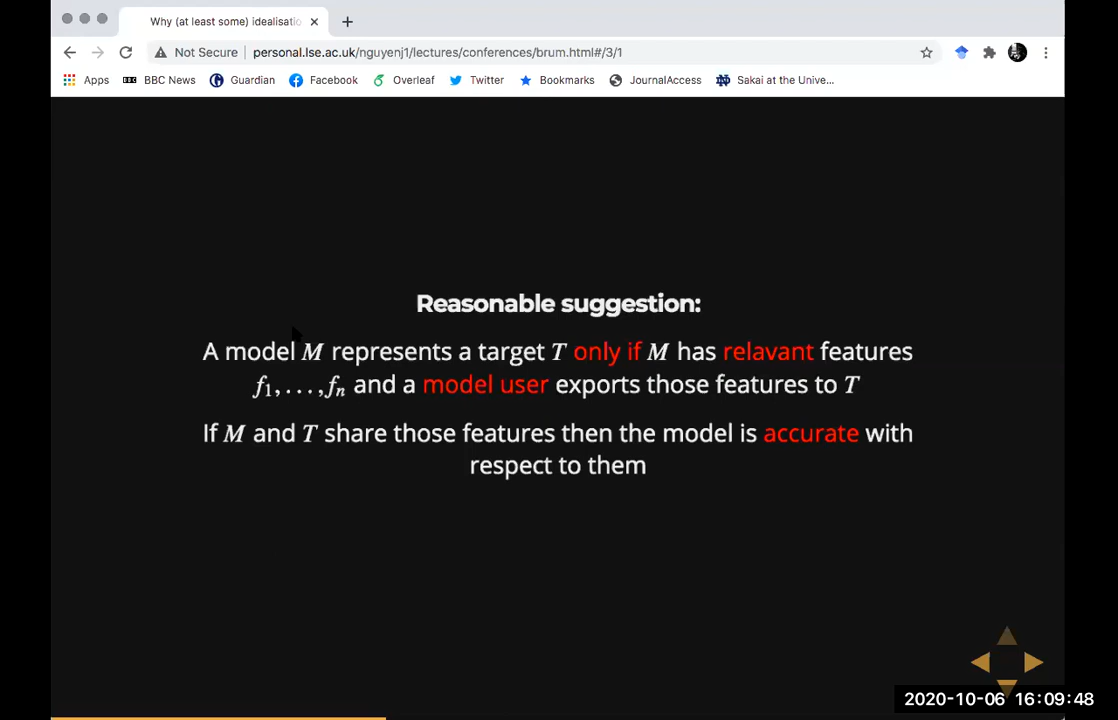 Why (at least some) idealisatio
Not Secure personal.lse.ac.uk/nguyenj1/lectures/conferences/brum.html#/3/1
Apps BBC News Guardian Facebook Overleaf Twitter Bookmarks JournalAccess Sakai at the Unive...
Reasonable suggestion:
A model M represents a target T only if M has relavant features
f1,...,fn and a model user exports those features to T
If M and T share those features then the model is accurate with
respect to them
2020-10-06 16:09:48